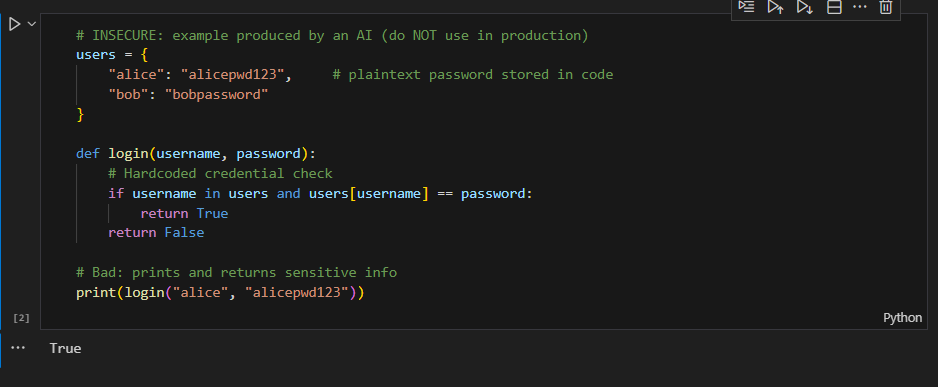 # INSECURE: example produced by an AI (do NOT use in production)
users = {
    "alice": "alicepwd123",     # plaintext password stored in code
    "bob": "bobpassword"
}

def login(username, password):
    # Hardcoded credential check
    if username in users and users[username] == password:
        return True
    return False

# Bad: prints and returns sensitive info
print(login("alice", "alicepwd123"))
[2]
Python
True